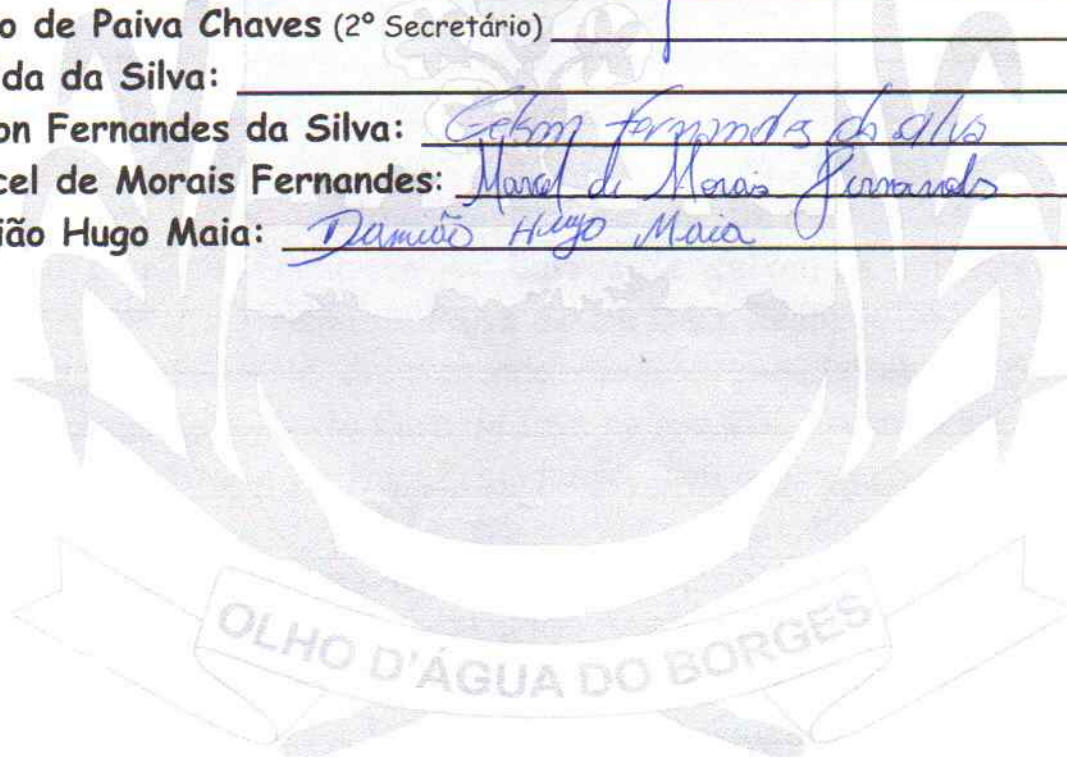 o de Paiva Chaves (2º Secretário)
da da Silva:
on Fernandes da Silva: Gelson Fernandes da Silva
cel de Morais Fernandes: Marcel de Morais Fernandes
ião Hugo Maia: Damião Hugo Maia
OLHO D'ÁGUA DO BORGES